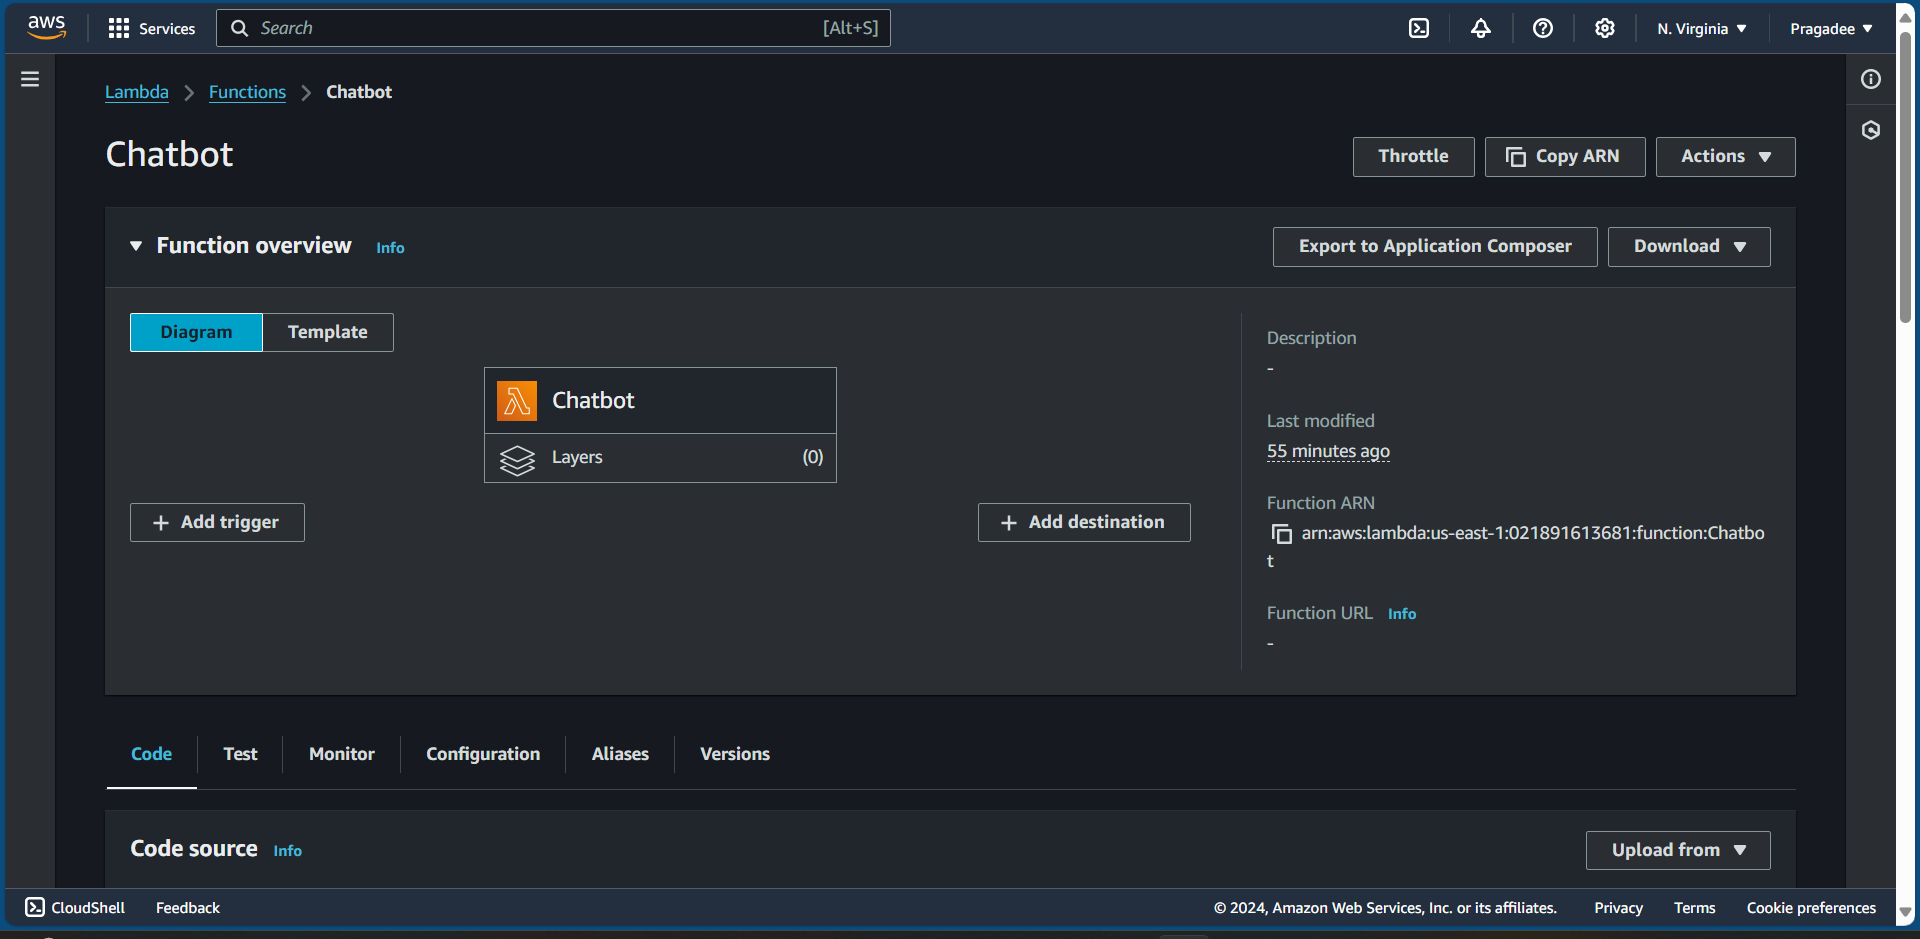 aws Services Search [Alt+S] N. Virginia Pragadee
Lambda Functions Chatbot
Chatbot
Throttle Copy ARN Actions
Function overview Info Export to Application Composer Download
Diagram Template
Chatbot
Layers (0)
Add trigger
Add destination
Description
-
Last modified
55 minutes ago
Function ARN
arn:aws:lambda:us-east-1:021891613681:function:Chatbo
t
Function URL Info
-
Code Test Monitor Configuration Aliases Versions
Code source Info Upload from
CloudShell Feedback © 2024, Amazon Web Services, Inc. or its affiliates. Privacy Terms Cookie preferences